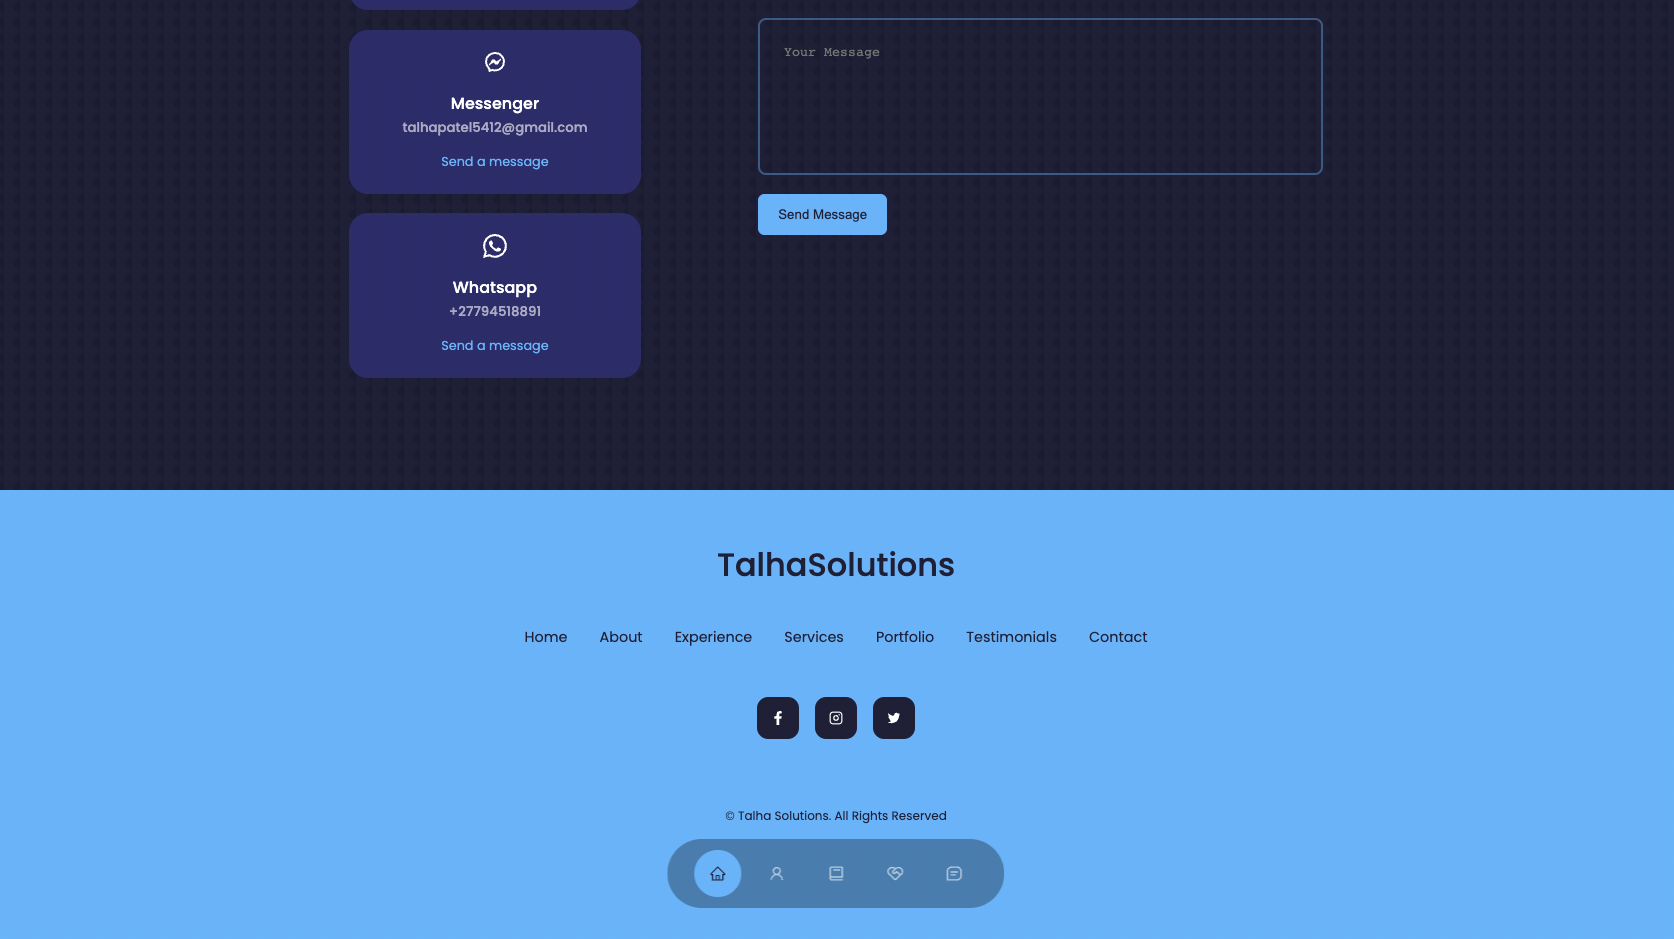 Messenger
talhapatel5412@gmail.com
Send a message
Whatsapp
+27794518891
Send a message
Your Message
Send Message
TalhaSolutions
Home About Experience Services Portfolio Testimonials Contact
© Talha Solutions. All Rights Reserved